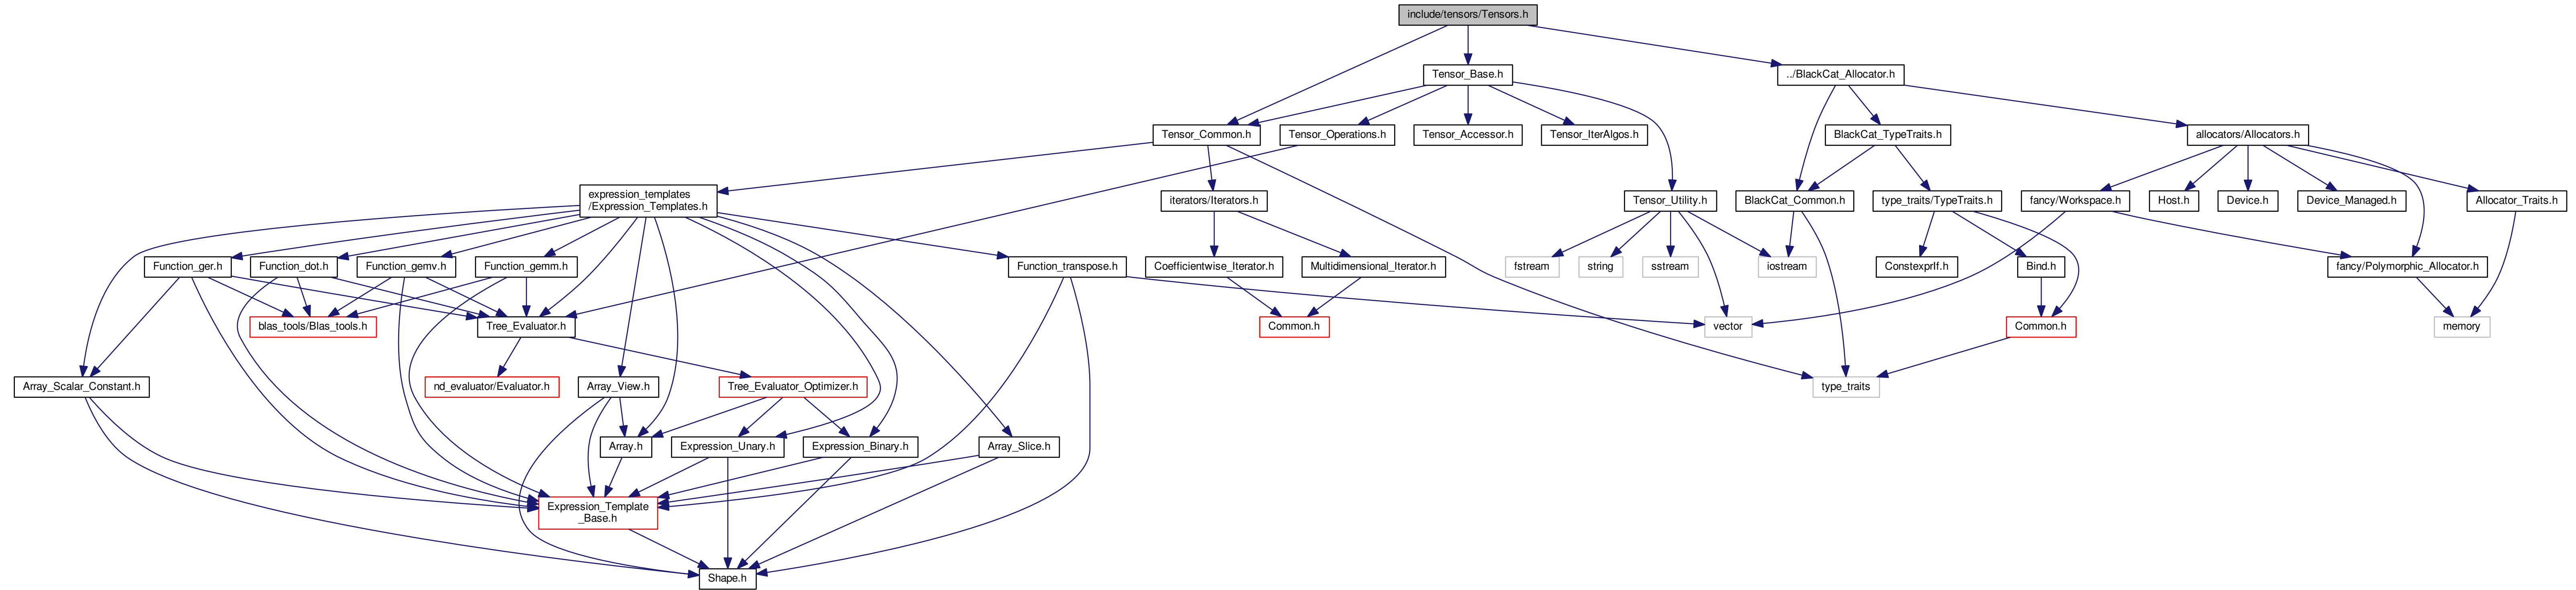 include/tensors/Tensors.h
Tensor_Base.h
../BlackCat_Allocator.h
Tensor_Common.h
Tensor_Operations.h
Tensor_Accessor.h
Tensor_IterAlgos.h
BlackCat_TypeTraits.h
allocators/Allocators.h
expression_templates
/Expression_Templates.h
iterators/Iterators.h
Tensor_Utility.h
BlackCat_Common.h
type_traits/TypeTraits.h
fancy/Workspace.h
Host.h
Device.h
Device_Managed.h
Allocator_Traits.h
Function_ger.h
Function_dot.h
Function_gemv.h
Function_gemm.h
Function_transpose.h
Coefficientwise_Iterator.h
Multidimensional_Iterator.h
fstream
string
sstream
iostream
ConstexprIf.h
Bind.h
fancy/Polymorphic_Allocator.h
blas_tools/Blas_tools.h
Tree_Evaluator.h
Common.h
vector
Common.h
memory
Array_Scalar_Constant.h
nd_evaluator/Evaluator.h
Array_View.h
Tree_Evaluator_Optimizer.h
type_traits
Array.h
Expression_Unary.h
Expression_Binary.h
Array_Slice.h
Expression_Template
_Base.h
Shape.h